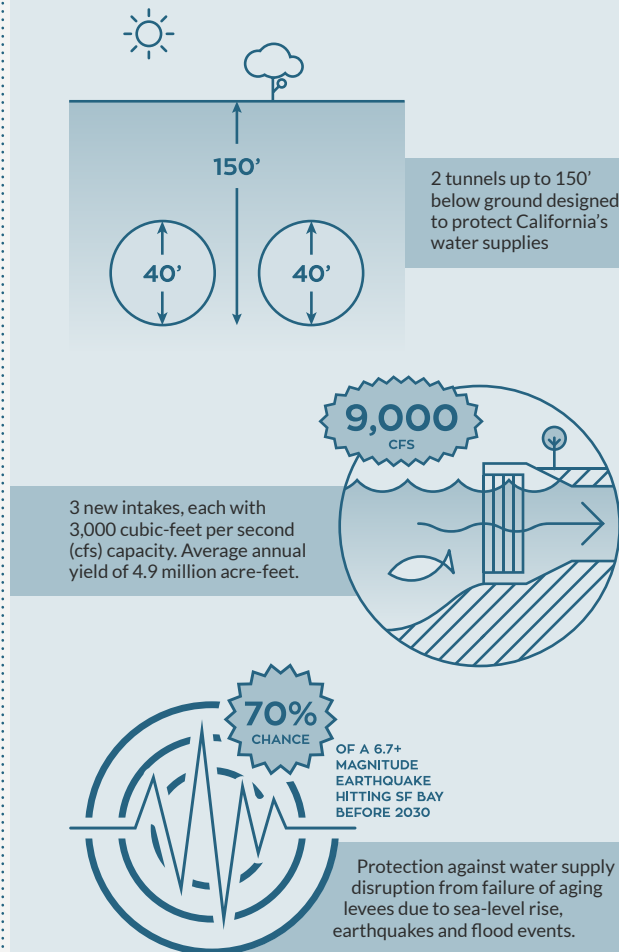 150’
40’
40’
2 tunnels up to 150’
below ground designed
to protect California’s
water supplies
9,000
CFS
3 new intakes, each with
3,000 cubic-feet per second
(cfs) capacity. Average annual
yield of 4.9 million acre-feet.
70%
CHANCE
OF A 6.7+
MAGNITUDE
EARTHQUAKE
HITTING SF BAY
BEFORE 2030
Protection against water supply
disruption from failure of aging
levees due to sea-level rise,
earthquakes and flood events.